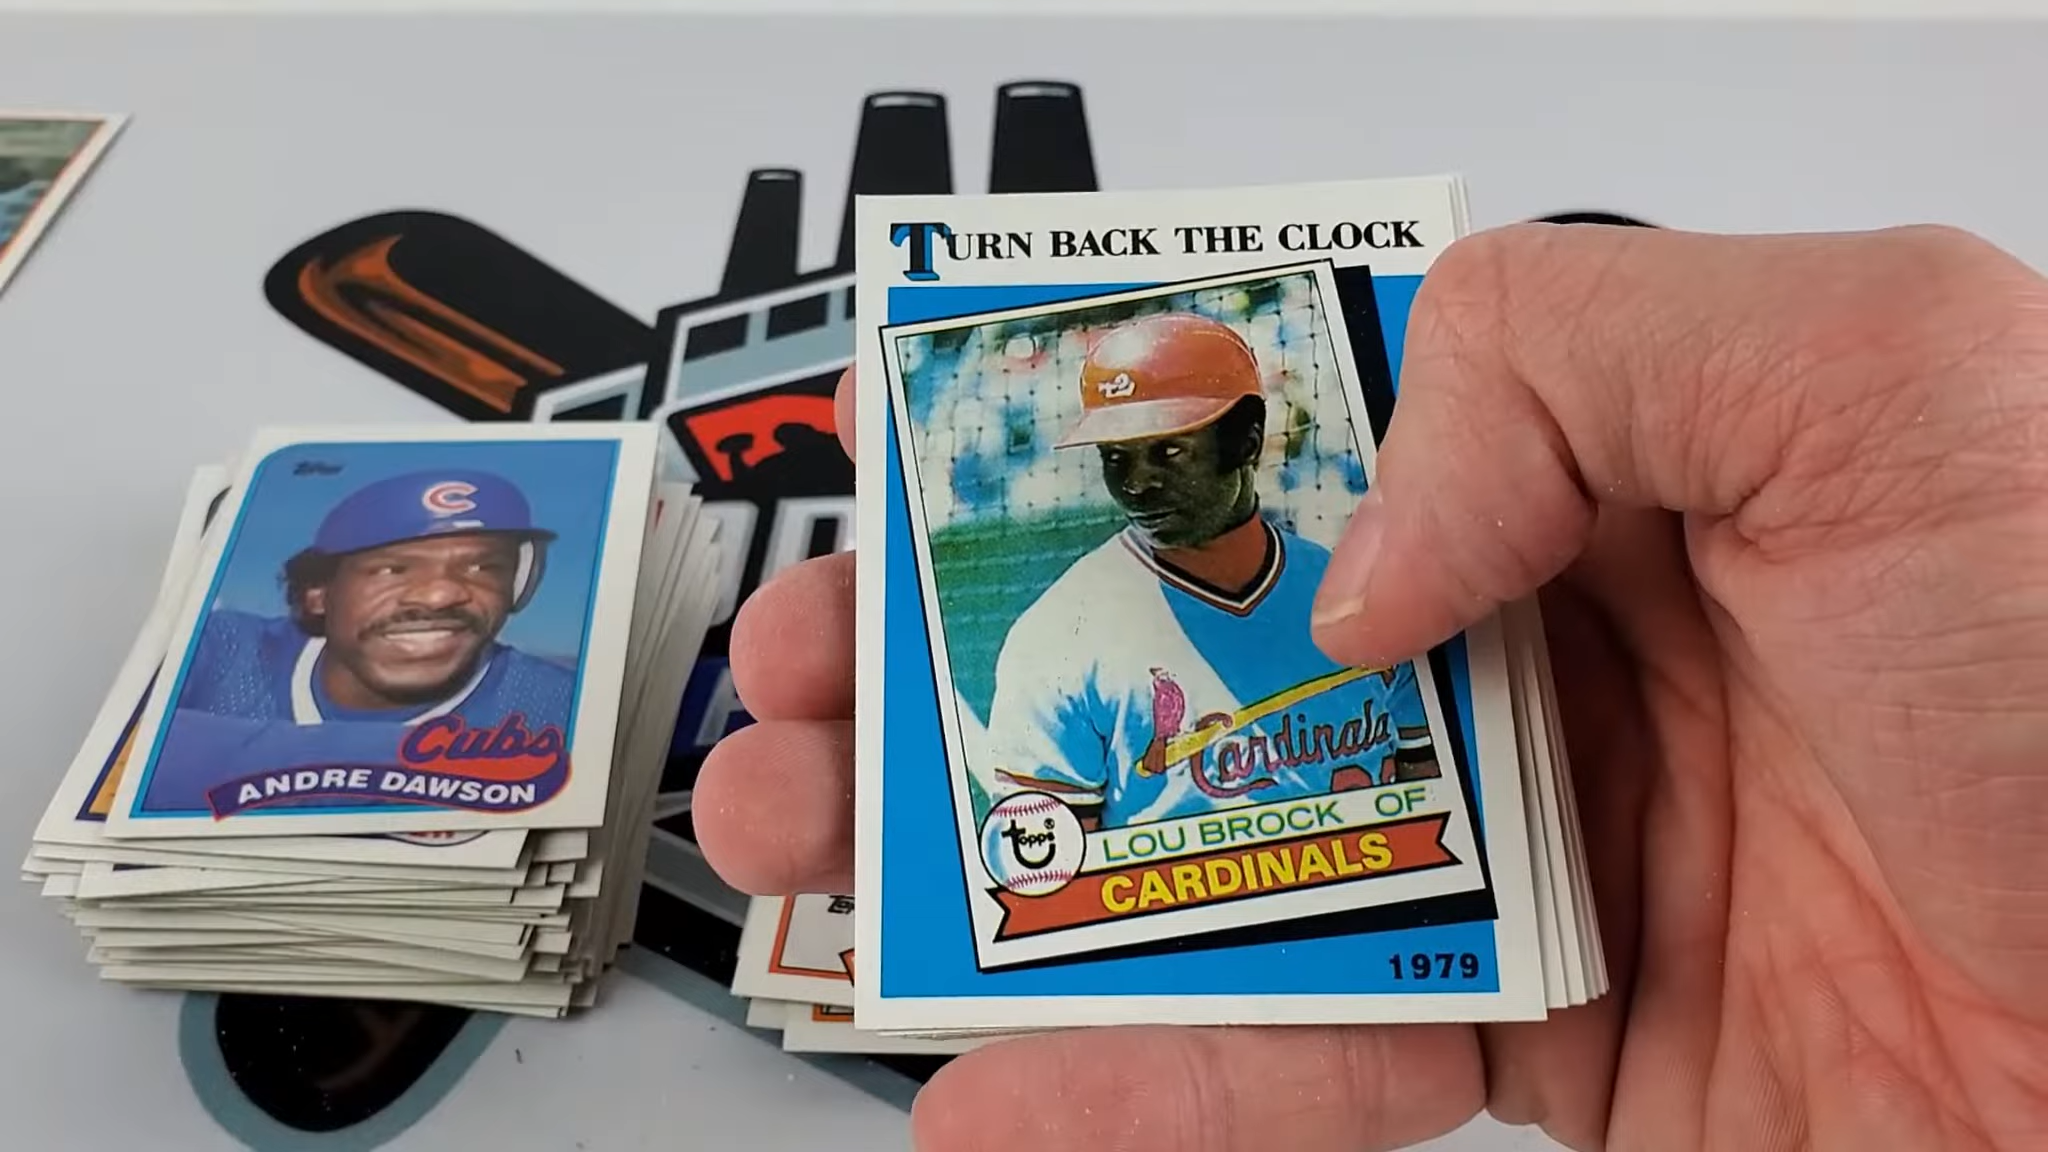 TURN BACK THE CLOCK
Cardinals
topps®
LOU BROCK OF
CARDINALS
1979
Topps
C
Cubs
ANDRE DAWSON